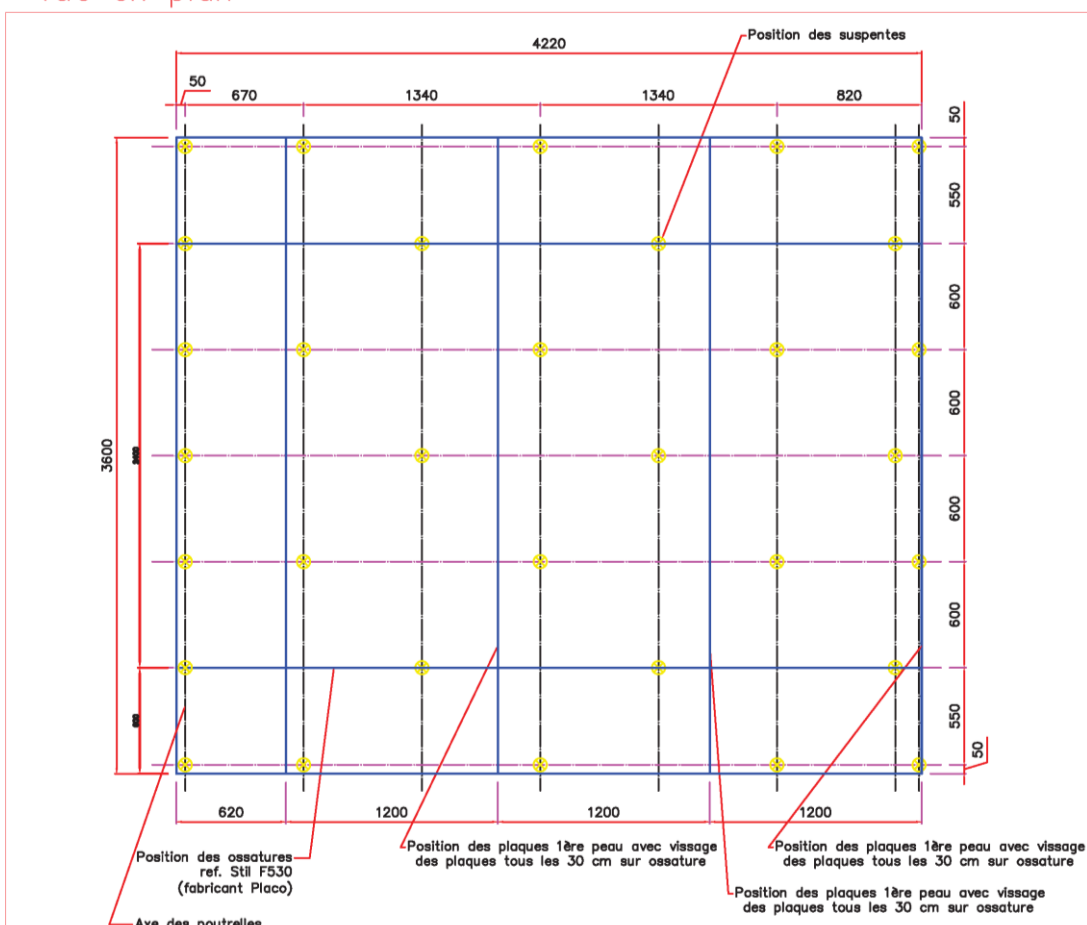 Position des suspentes
4220
50
670
1340
1340
820
50
550
600
600
3600
600
600
550
50
620
1200
1200
1200
Position des ossatures
ref. Stil F530
(fabricant Placo)
Position des plaques 1ère peau avec vissage
des plaques tous les 30 cm sur ossature
Position des plaques 1ère peau avec vissage
des plaques tous les 30 cm sur ossature
Position des plaques 1ère peau avec vissage
des plaques tous les 30 cm sur ossature
Axe des poutrelles